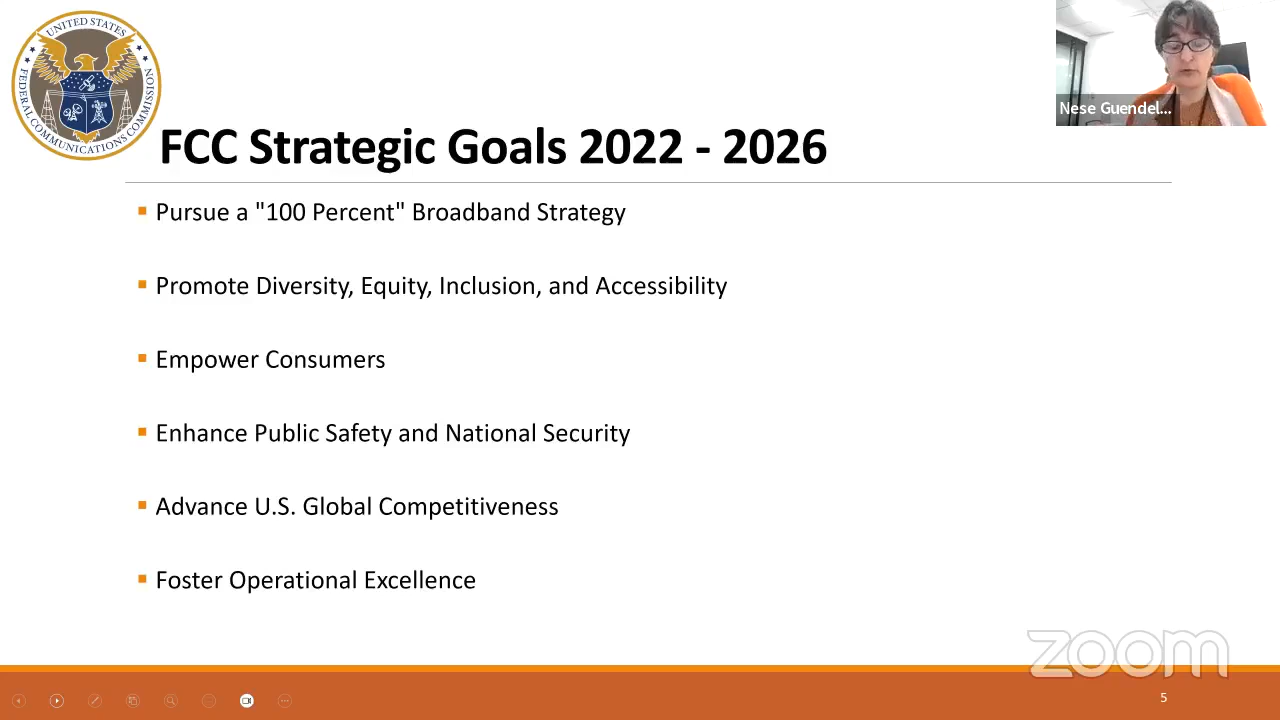 UNITED STATES
FEDERAL COMMUNICATIONS COMMISSION
Nese Guendel...
FCC Strategic Goals 2022 - 2026
Pursue a "100 Percent" Broadband Strategy
Promote Diversity, Equity, Inclusion, and Accessibility
Empower Consumers
Enhance Public Safety and National Security
Advance U.S. Global Competitiveness
Foster Operational Excellence
zoom
5